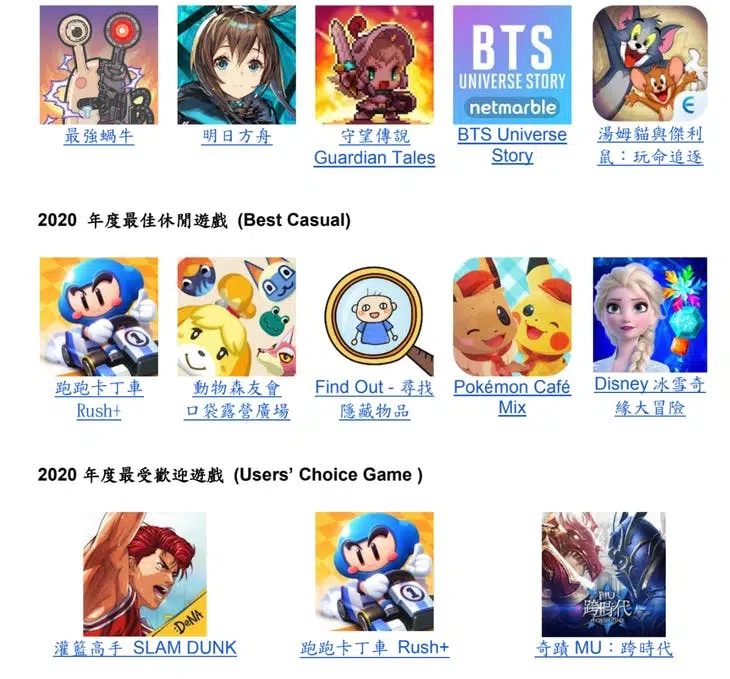 BTS
UNIVERSE STORY
netmarble
最強蝸牛
明日方舟
守望傳說
Guardian Tales
BTS Universe
Story
湯姆貓與傑利
鼠：玩命追逐
2020 年度最佳休閒遊戲 (Best Casual)
1
跑跑卡丁車
Rush+
動物森友會
口袋露營廣場
Find Out - 尋找
隱藏物品
Pokémon Café
Mix
Disney 冰雪奇
緣大冒險
2020 年度最受歡迎遊戲 (Users’ Choice Game )
:DeNA
1
MU
跨時代
灌籃高手 SLAM DUNK
跑跑卡丁車 Rush+
奇蹟 MU：跨時代